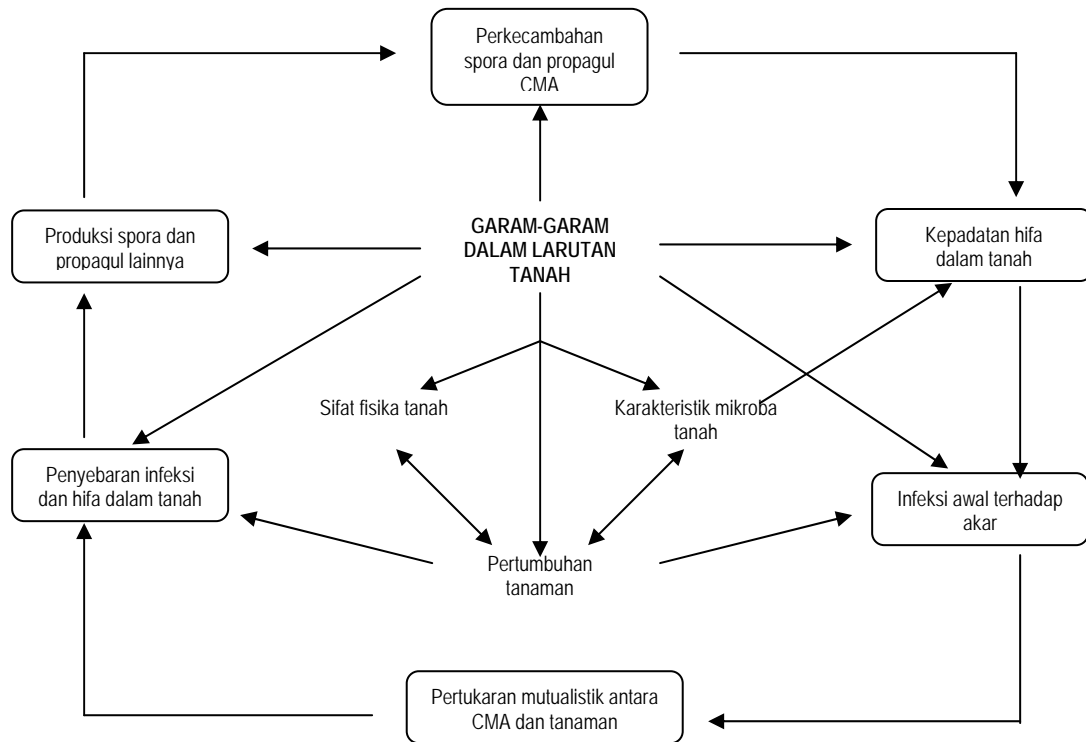 Perkecambahan
spora dan propagul
CMA
Produksi spora dan
propagul lainnya
GARAM-GARAM
DALAM LARUTAN
TANAH
Kepadatan hifa
dalam tanah
Sifat fisika tanah
Karakteristik mikroba
tanah
Penyebaran infeksi
dan hifa dalam tanah
Infeksi awal terhadap
akar
Pertumbuhan
tanaman
Pertukaran mutualistik antara
CMA dan tanaman